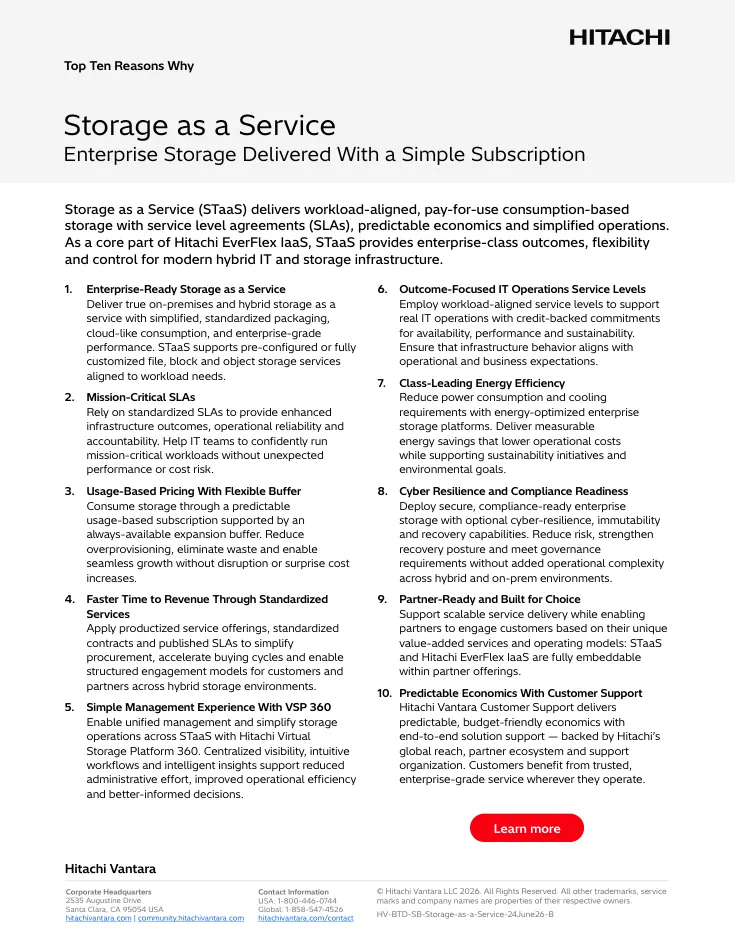 HITACHI
Top Ten Reasons Why
Storage as a Service
Enterprise Storage Delivered With a Simple Subscription
Storage as a Service (STaaS) delivers workload-aligned, pay-for-use consumption-based
storage with service level agreements (SLAs), predictable economics and simplified operations.
As a core part of Hitachi EverFlex IaaS, STaaS provides enterprise-class outcomes, flexibility
and control for modern hybrid IT and storage infrastructure.
1. Enterprise-Ready Storage as a Service
Deliver true on-premises and hybrid storage as a
service with simplified, standardized packaging,
cloud-like consumption, and enterprise-grade
performance. STaaS supports pre-configured or fully
customized file, block and object storage services
aligned to workload needs.
2. Mission-Critical SLAs
Rely on standardized SLAs to provide enhanced
infrastructure outcomes, operational reliability and
accountability. Help IT teams to confidently run
mission-critical workloads without unexpected
performance or cost risk.
3. Usage-Based Pricing With Flexible Buffer
Consume storage through a predictable
usage-based subscription supported by an
always-available expansion buffer. Reduce
overprovisioning, eliminate waste and enable
seamless growth without disruption or surprise cost
increases.
4. Faster Time to Revenue Through Standardized
Services
Apply productized service offerings, standardized
contracts and published SLAs to simplify
procurement, accelerate buying cycles and enable
structured engagement models for customers and
partners across hybrid storage environments.
5. Simple Management Experience With VSP 360
Enable unified management and simplify storage
operations across STaaS with Hitachi Virtual
Storage Platform 360. Centralized visibility, intuitive
workflows and intelligent insights support reduced
administrative effort, improved operational efficiency
and better-informed decisions.
6. Outcome-Focused IT Operations Service Levels
Employ workload-aligned service levels to support
real IT operations with credit-backed commitments
for availability, performance and sustainability.
Ensure that infrastructure behavior aligns with
operational and business expectations.
7. Class-Leading Energy Efficiency
Reduce power consumption and cooling
requirements with energy-optimized enterprise
storage platforms. Deliver measurable
energy savings that lower operational costs
while supporting sustainability initiatives and
environmental goals.
8. Cyber Resilience and Compliance Readiness
Deploy secure, compliance-ready enterprise
storage with optional cyber-resilience, immutability
and recovery capabilities. Reduce risk, strengthen
recovery posture and meet governance
requirements without added operational complexity
across hybrid and on-prem environments.
9. Partner-Ready and Built for Choice
Support scalable service delivery while enabling
partners to engage customers based on their unique
value-added services and operating models: STaaS
and Hitachi EverFlex IaaS are fully embeddable
within partner offerings.
10. Predictable Economics With Customer Support
Hitachi Vantara Customer Support delivers
predictable, budget-friendly economics with
end-to-end solution support — backed by Hitachi's
global reach, partner ecosystem and support
organization. Customers benefit from trusted,
enterprise-grade service wherever they operate.
Learn more
Hitachi Vantara
Corporate Headquarters
2535 Augustine Drive
Santa Clara, CA 95054 USA
hitachivantara.com | community.hitachivantara.com
Contact Information
USA: 1-800-446-0744
Global: 1-858-547-4526
hitachivantara.com/contact
© Hitachi Vantara LLC 2026. All Rights Reserved. All other trademarks, service
marks and company names are properties of their respective owners.
HV-BTD-SB-Storage-as-a-Service-24June26-B